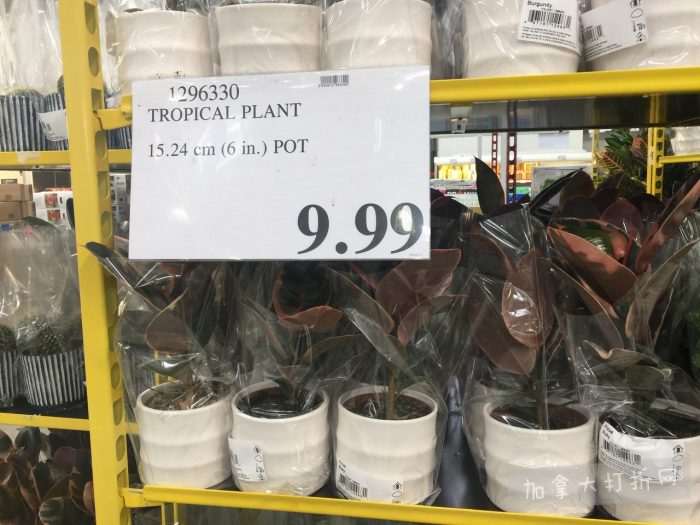 Burgundy
1296330
TROPICAL PLANT
15.24 cm (6 in.) POT
9.99
加拿大打折网